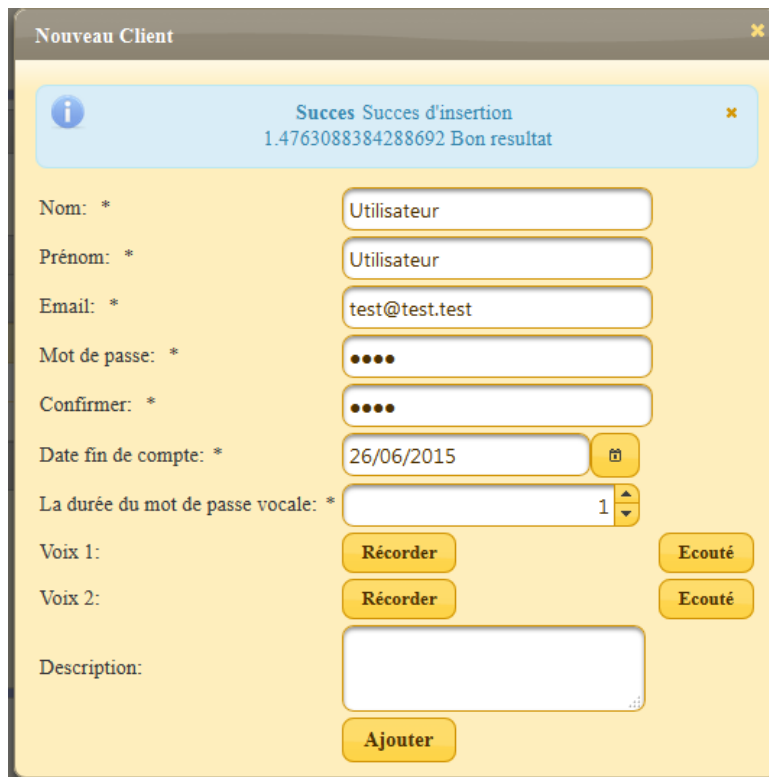 Nouveau Client
Succes Succes d'insertion
1.4763088384288692 Bon resultat
Nom: * Utilisateur
Prénom: * Utilisateur
Email: * test@test.test
Mot de passe: * ••••
Confirmer: * ••••
Date fin de compte: * 26/06/2015
La durée du mot de passe vocale: * 1
Voix 1: Récorder Ecouté
Voix 2: Récorder Ecouté
Description:
Ajouter